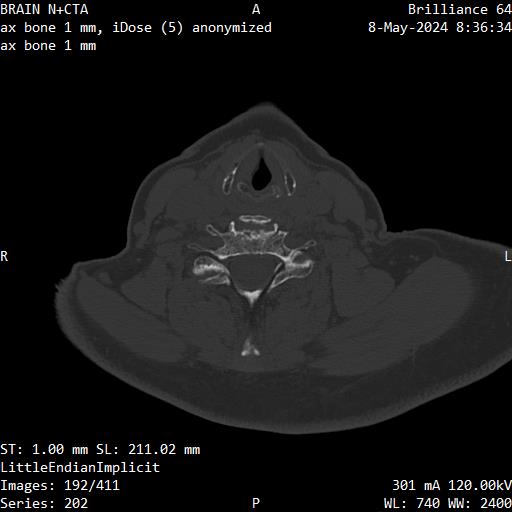 BRAIN N+CTA
A
Brilliance 64
ax bone 1 mm, iDose (5) anonymized
8-May-2024 8:36:34
ax bone 1 mm
R
L
ST: 1.00 mm SL: 211.02 mm
LittleEndianImplicit
Images: 192/411
301 mA 120.00kV
Series: 202
P
WL: 740 WW: 2400